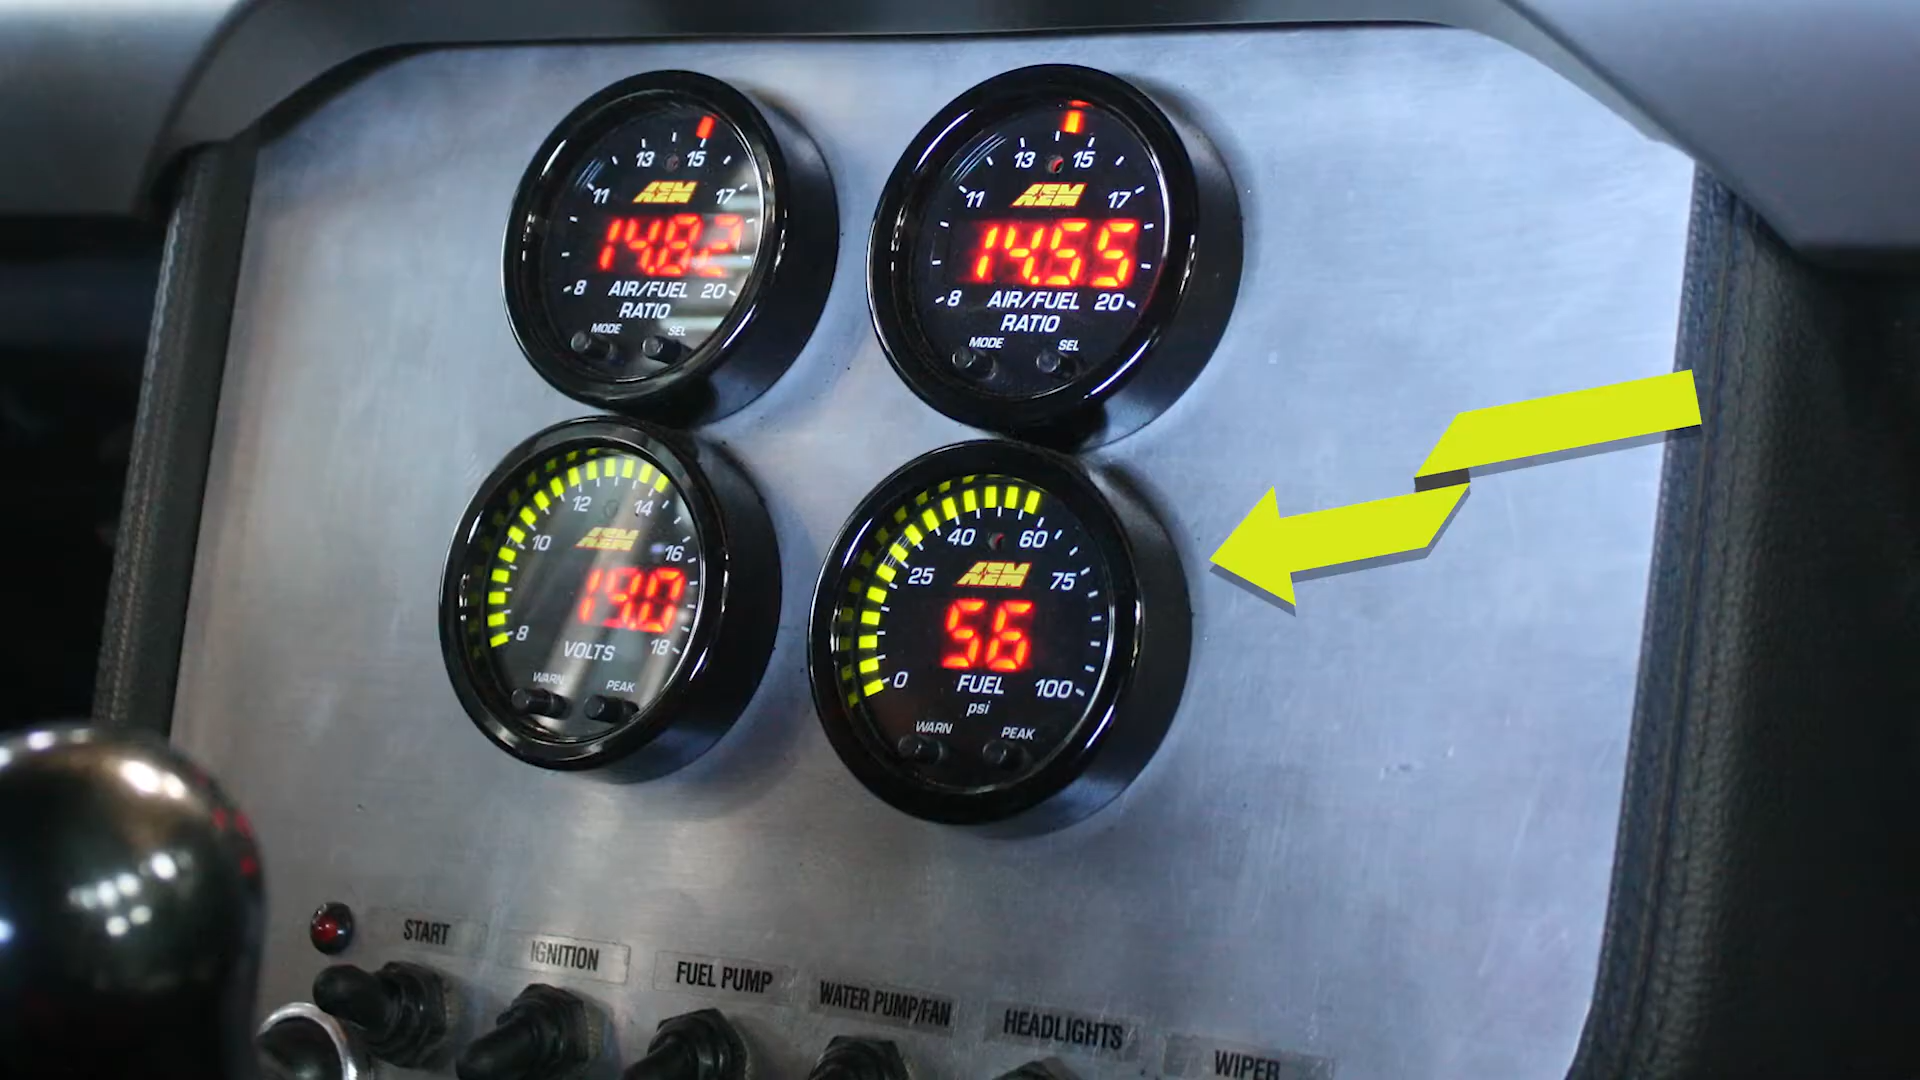 13 15
11 17
AEM
14.82
8 AIR/FUEL 20
RATIO
MODE SEL
13 15
11 17
AEM
14.55
8 AIR/FUEL 20
RATIO
MODE SEL
12 14
10 AEM 16
8 18
VOLTS
WARN PEAK
40 60
25 AEM 75
56
0 FUEL 100
psi
WARN PEAK
START
IGNITION
FUEL PUMP
WATER PUMP/FAN
HEADLIGHTS
WIPER